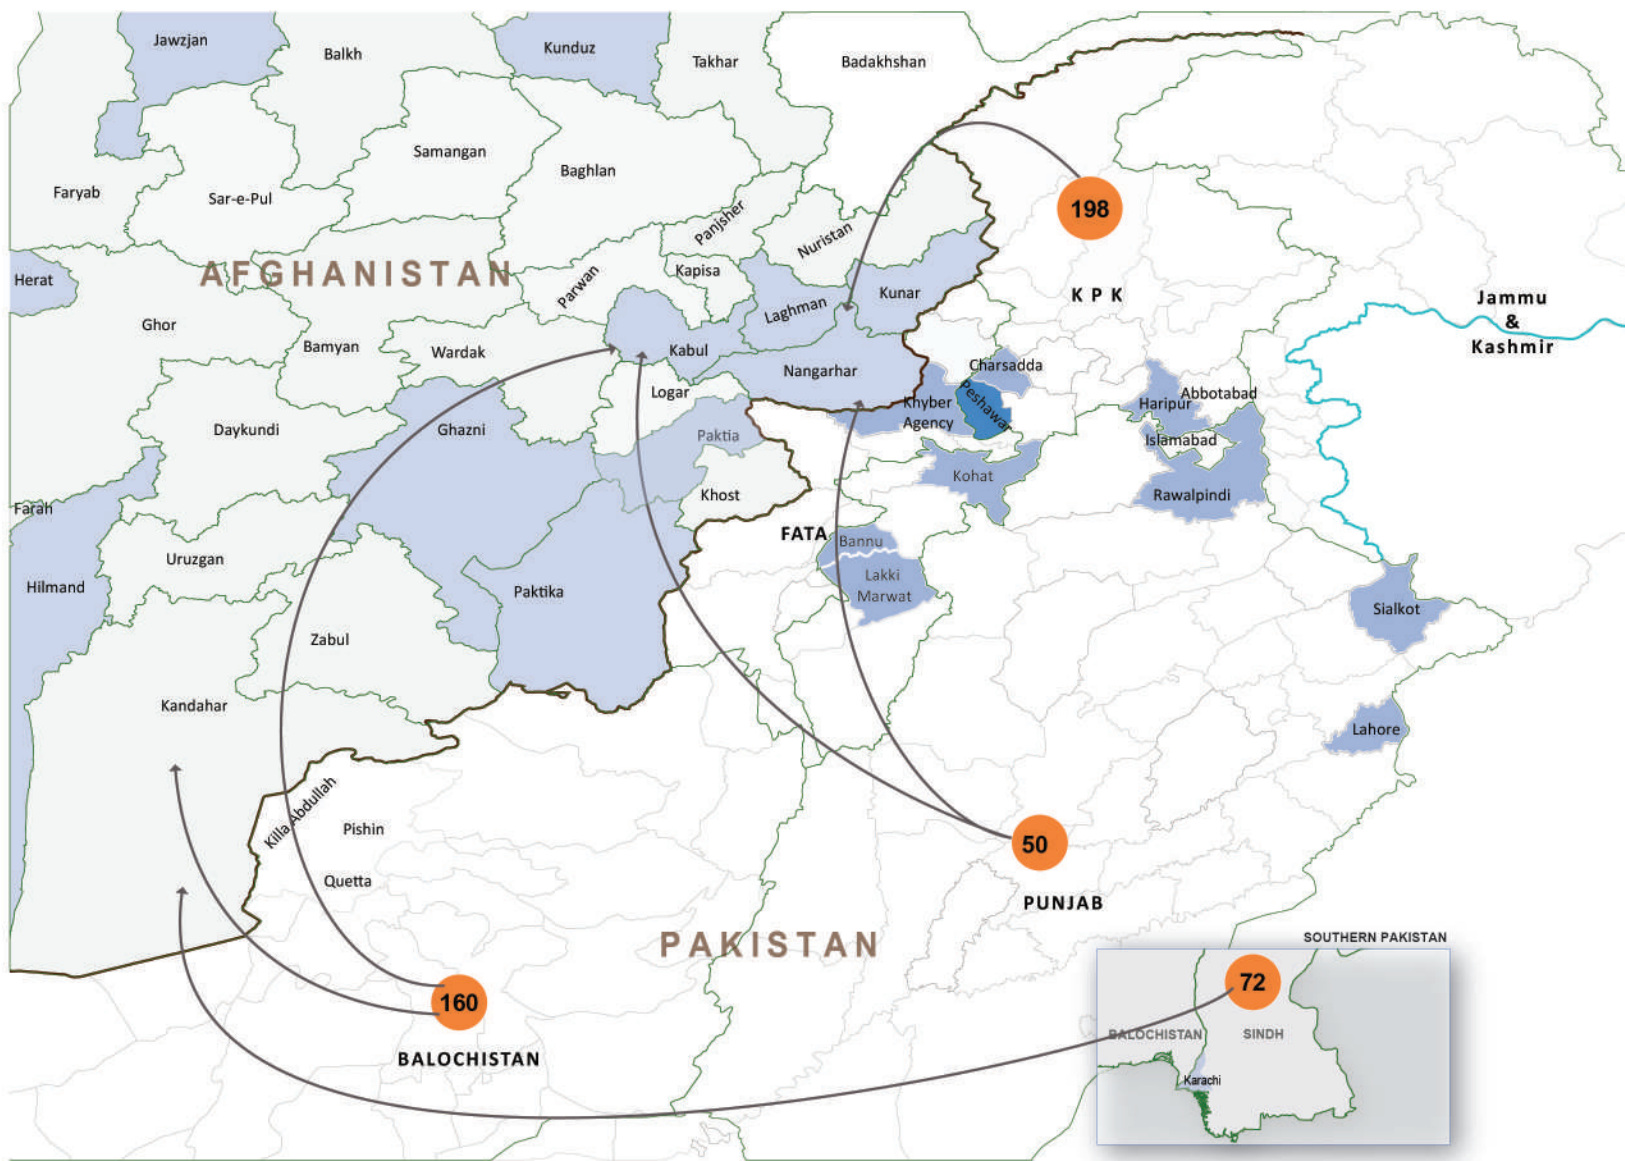 Jawzjan
Balkh
Kunduz
Takhar
Badakhshan
Samangan
Baghlan
Faryab
Sar-e-Pul
Panjsher
Nuristan
198
AFGHANISTAN
Herat
Parwan
Kapisa
Laghman
Kunar
KPK
Jammu
&
Kashmir
Ghor
Bamyan
Wardak
Kabul
Nangarhar
Charsadda
Peshawar
Khyber
Agency
Haripur
Abbotabad
Islamabad
Logar
Daykundi
Ghazni
Paktia
Kohat
Rawalpindi
Khost
Farah
FATA
Bannu
Uruzgan
Hilmand
Paktika
Lakki
Marwat
Sialkot
Zabul
Kandahar
Lahore
Killa Abdullah
Pishin
Quetta
50
PUNJAB
PAKISTAN
SOUTHERN PAKISTAN
160
BALOCHISTAN
72
BALOCHISTAN
SINDH
Karachi